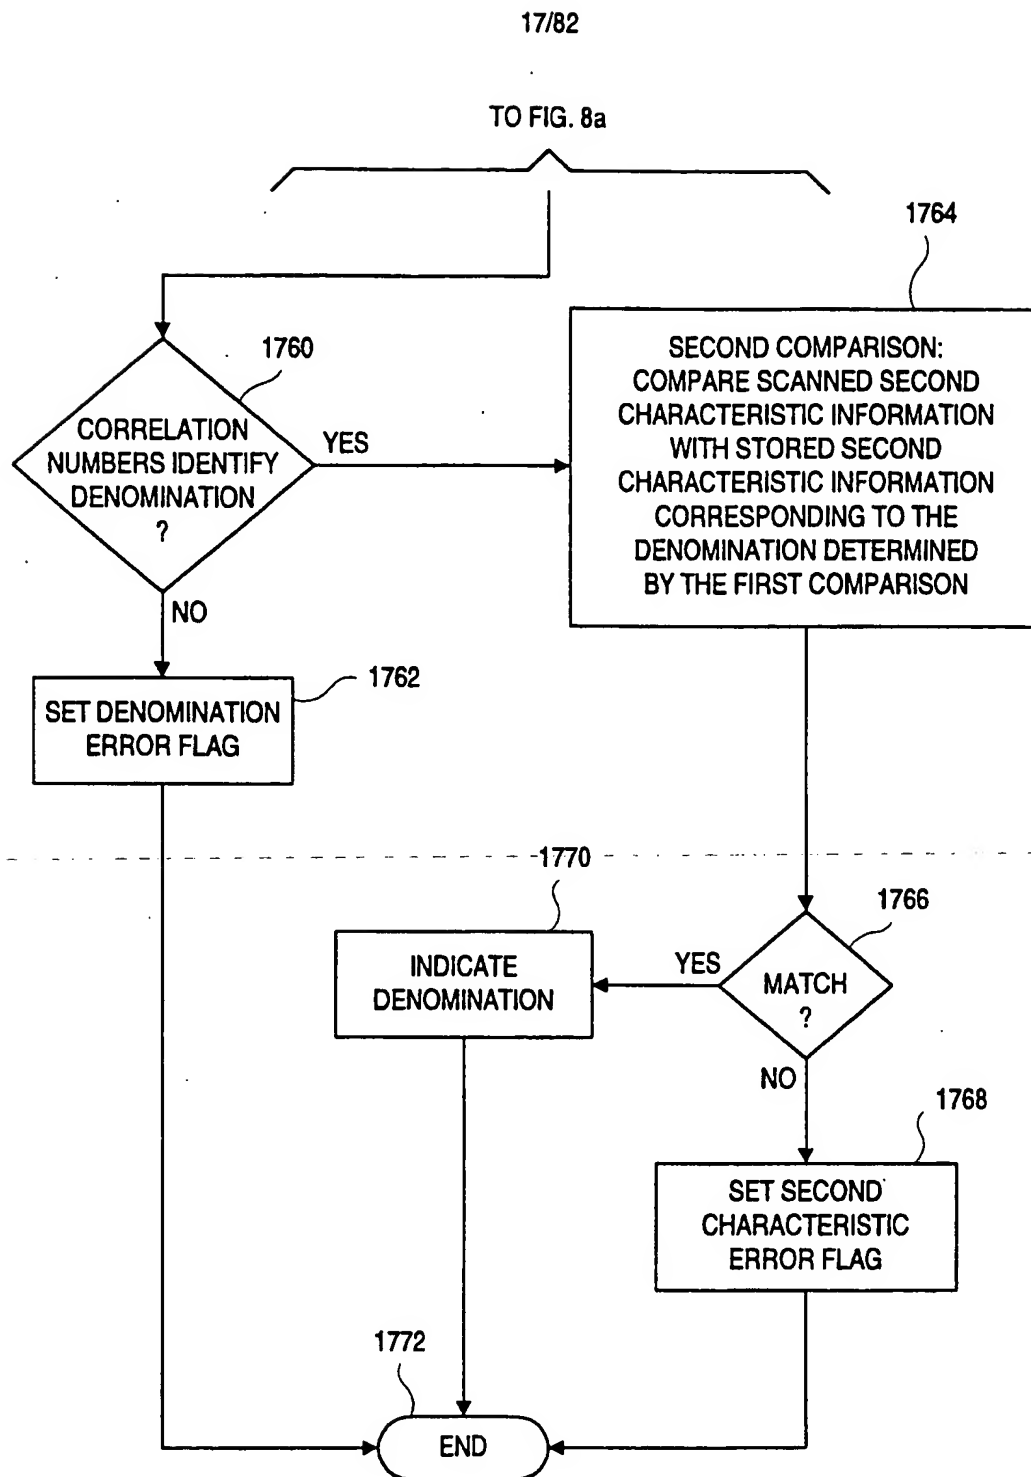 17/82
TO FIG. 8a
1764
1760
CORRELATION
NUMBERS IDENTIFY
DENOMINATION
?
YES
SECOND COMPARISON:
COMPARE SCANNED SECOND
CHARACTERISTIC INFORMATION
WITH STORED SECOND
CHARACTERISTIC INFORMATION
CORRESPONDING TO THE
DENOMINATION DETERMINED
BY THE FIRST COMPARISON
NO
1762
SET DENOMINATION
ERROR FLAG
1770
1766
INDICATE
DENOMINATION
YES
MATCH
?
NO
1768
SET SECOND
CHARACTERISTIC
ERROR FLAG
1772
END